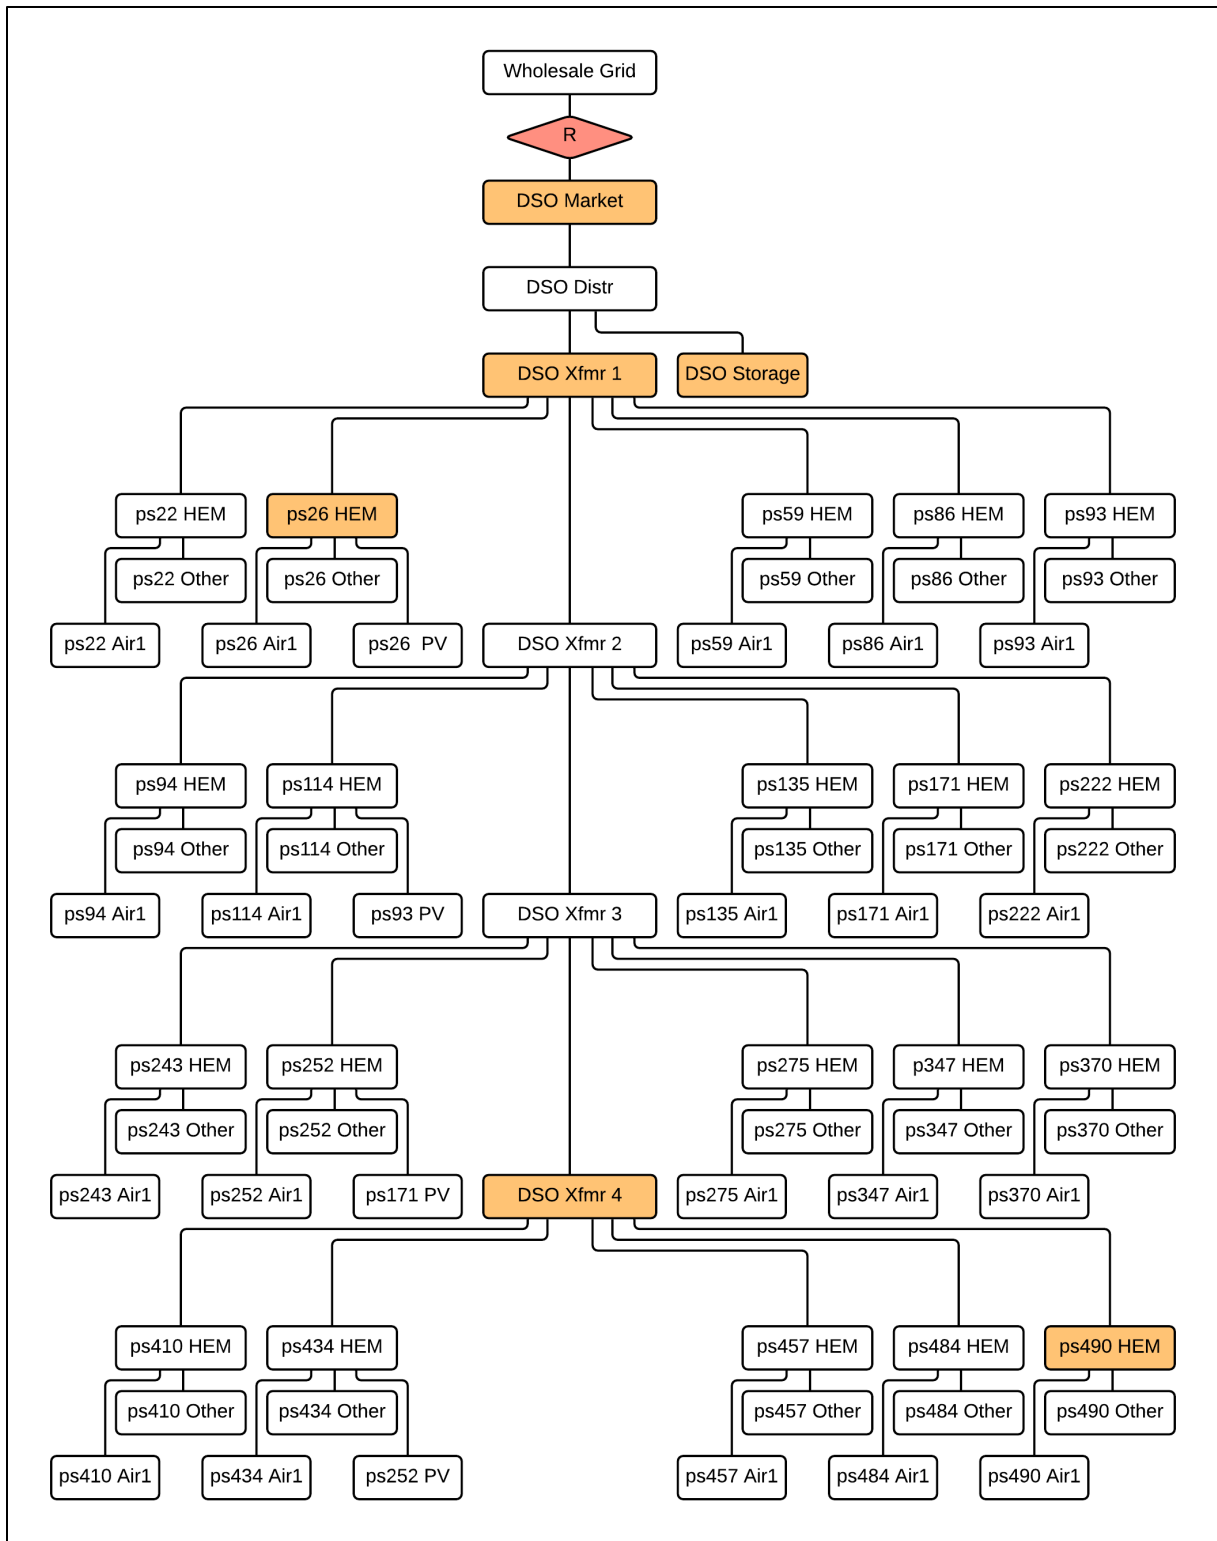 Wholesale Grid
R
DSO Market
DSO Distr
DSO Xfmr 1
DSO Storage
ps22 HEM
ps26 HEM
ps59 HEM
ps86 HEM
ps93 HEM
ps22 Other
ps26 Other
ps59 Other
ps86 Other
ps93 Other
ps22 Air1
ps26 Air1
ps26  PV
DSO Xfmr 2
ps59 Air1
ps86 Air1
ps93 Air1
ps94 HEM
ps114 HEM
ps135 HEM
ps171 HEM
ps222 HEM
ps94 Other
ps114 Other
ps135 Other
ps171 Other
ps222 Other
ps94 Air1
ps114 Air1
ps93 PV
DSO Xfmr 3
ps135 Air1
ps171 Air1
ps222 Air1
ps243 HEM
ps252 HEM
ps275 HEM
p347 HEM
ps370 HEM
ps243 Other
ps252 Other
ps275 Other
ps347 Other
ps370 Other
ps243 Air1
ps252 Air1
ps171 PV
DSO Xfmr 4
ps275 Air1
ps347 Air1
ps370 Air1
ps410 HEM
ps434 HEM
ps457 HEM
ps484 HEM
ps490 HEM
ps410 Other
ps434 Other
ps457 Other
ps484 Other
ps490 Other
ps410 Air1
ps434 Air1
ps252 PV
ps457 Air1
ps484 Air1
ps490 Air1